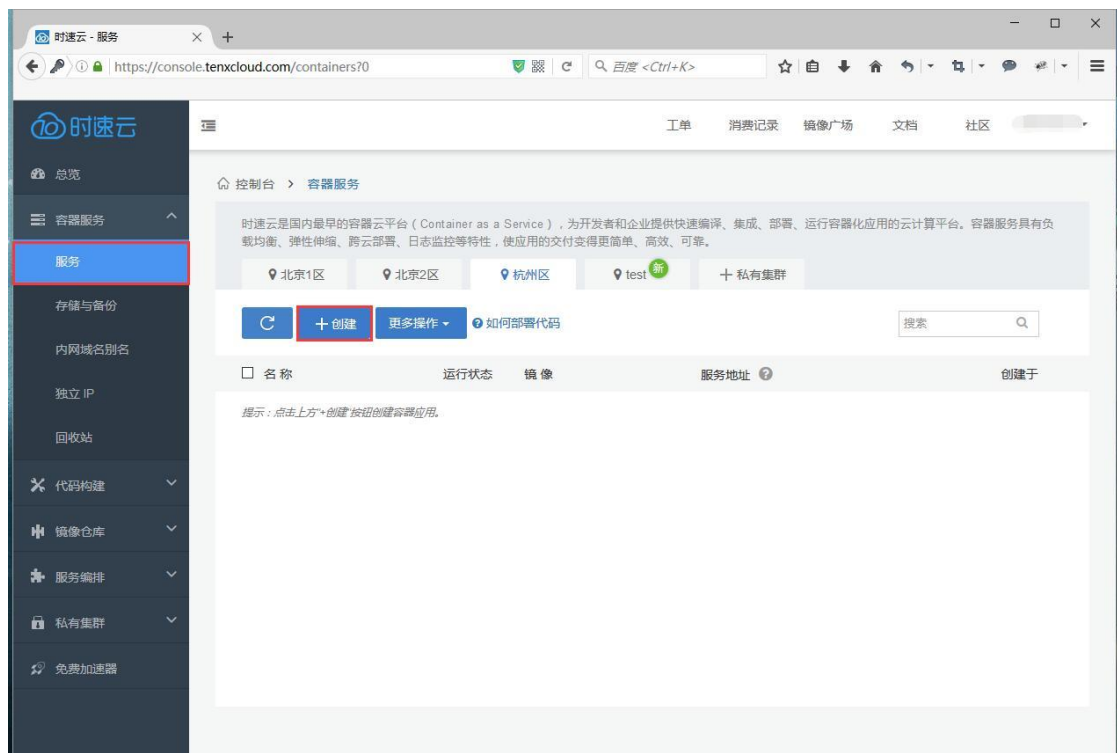 时速云 - 服务
https://console.tenxcloud.com/containers?0
百度 <Ctrl+K>
时速云
工单 消费记录 镜像广场 文档 社区
总览
控制台 > 容器服务
容器服务
时速云是国内最早的容器云平台（Container as a Service），为开发者和企业提供快速编译、集成、部署、运行容器化应用的云计算平台。容器服务具有负
载均衡、弹性伸缩、跨云部署、日志监控等特性，使应用的交付变得更简单、高效、可靠。
服务
北京1区 北京2区 杭州区 test 新 + 私有集群
存储与备份
+ 创建 更多操作 如何部署代码 搜索
内网域名别名
名称 运行状态 镜像 服务地址 创建于
独立 IP
提示：点击上方"+创建"按钮创建容器应用。
回收站
代码构建
镜像仓库
服务编排
私有集群
免费加速器